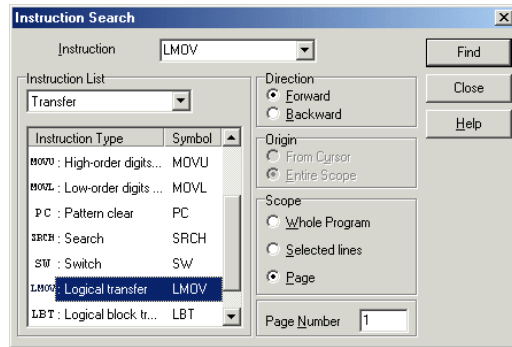 Instruction Search
Instruction LMOV
Find
Close
Help
Instruction List
Transfer
Instruction Type Symbol
MOVU : High-order digits... MOVU
MOVL : Low-order digits ... MOVL
PC : Pattern clear PC
SRCH : Search SRCH
SW : Switch SW
LMOV : Logical transfer LMOV
LBT : Logical block tr... LBT
Direction
Forward
Backward
Origin
From Cursor
Entire Scope
Scope
Whole Program
Selected lines
Page
Page Number 1